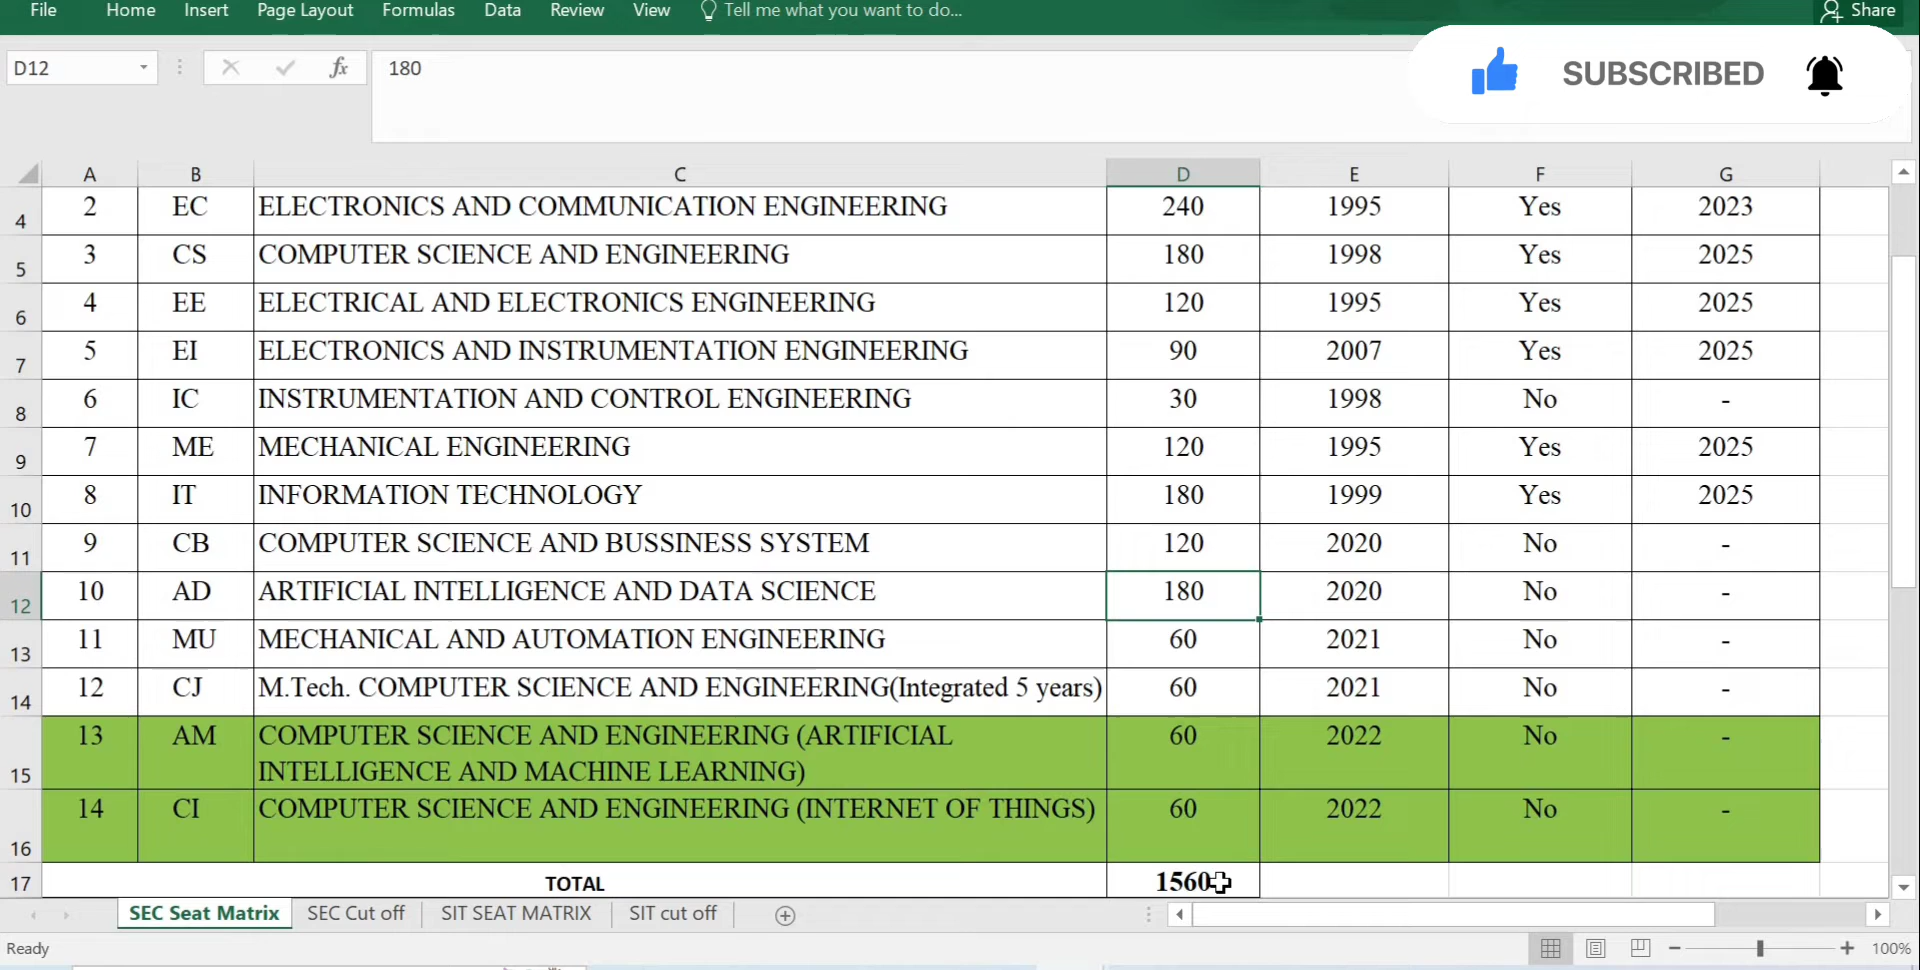 File Home Insert Page Layout Formulas Data Review View Tell me what you want to do... Share
D12 fx 180
SUBSCRIBED
A B C D E F G
4 2 EC ELECTRONICS AND COMMUNICATION ENGINEERING 240 1995 Yes 2023
5 3 CS COMPUTER SCIENCE AND ENGINEERING 180 1998 Yes 2025
6 4 EE ELECTRICAL AND ELECTRONICS ENGINEERING 120 1995 Yes 2025
7 5 EI ELECTRONICS AND INSTRUMENTATION ENGINEERING 90 2007 Yes 2025
8 6 IC INSTRUMENTATION AND CONTROL ENGINEERING 30 1998 No -
9 7 ME MECHANICAL ENGINEERING 120 1995 Yes 2025
10 8 IT INFORMATION TECHNOLOGY 180 1999 Yes 2025
11 9 CB COMPUTER SCIENCE AND BUSSINESS SYSTEM 120 2020 No -
12 10 AD ARTIFICIAL INTELLIGENCE AND DATA SCIENCE 180 2020 No -
13 11 MU MECHANICAL AND AUTOMATION ENGINEERING 60 2021 No -
14 12 CJ M.Tech. COMPUTER SCIENCE AND ENGINEERING(Integrated 5 years) 60 2021 No -
13 AM COMPUTER SCIENCE AND ENGINEERING (ARTIFICIAL 60 2022 No -
15 INTELLIGENCE AND MACHINE LEARNING)
14 CI COMPUTER SCIENCE AND ENGINEERING (INTERNET OF THINGS) 60 2022 No -
16
17 TOTAL 1560
SEC Seat Matrix SEC Cut off SIT SEAT MATRIX SIT cut off
Ready 100%